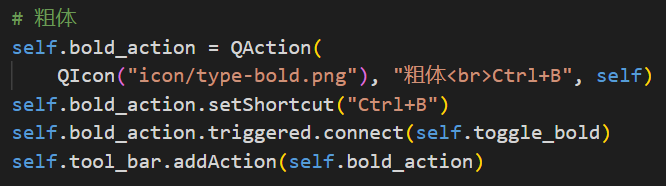 # 粗体
self.bold_action = QAction(
    QIcon("icon/type-bold.png"), "粗体<br>Ctrl+B", self)
self.bold_action.setShortcut("Ctrl+B")
self.bold_action.triggered.connect(self.toggle_bold)
self.tool_bar.addAction(self.bold_action)